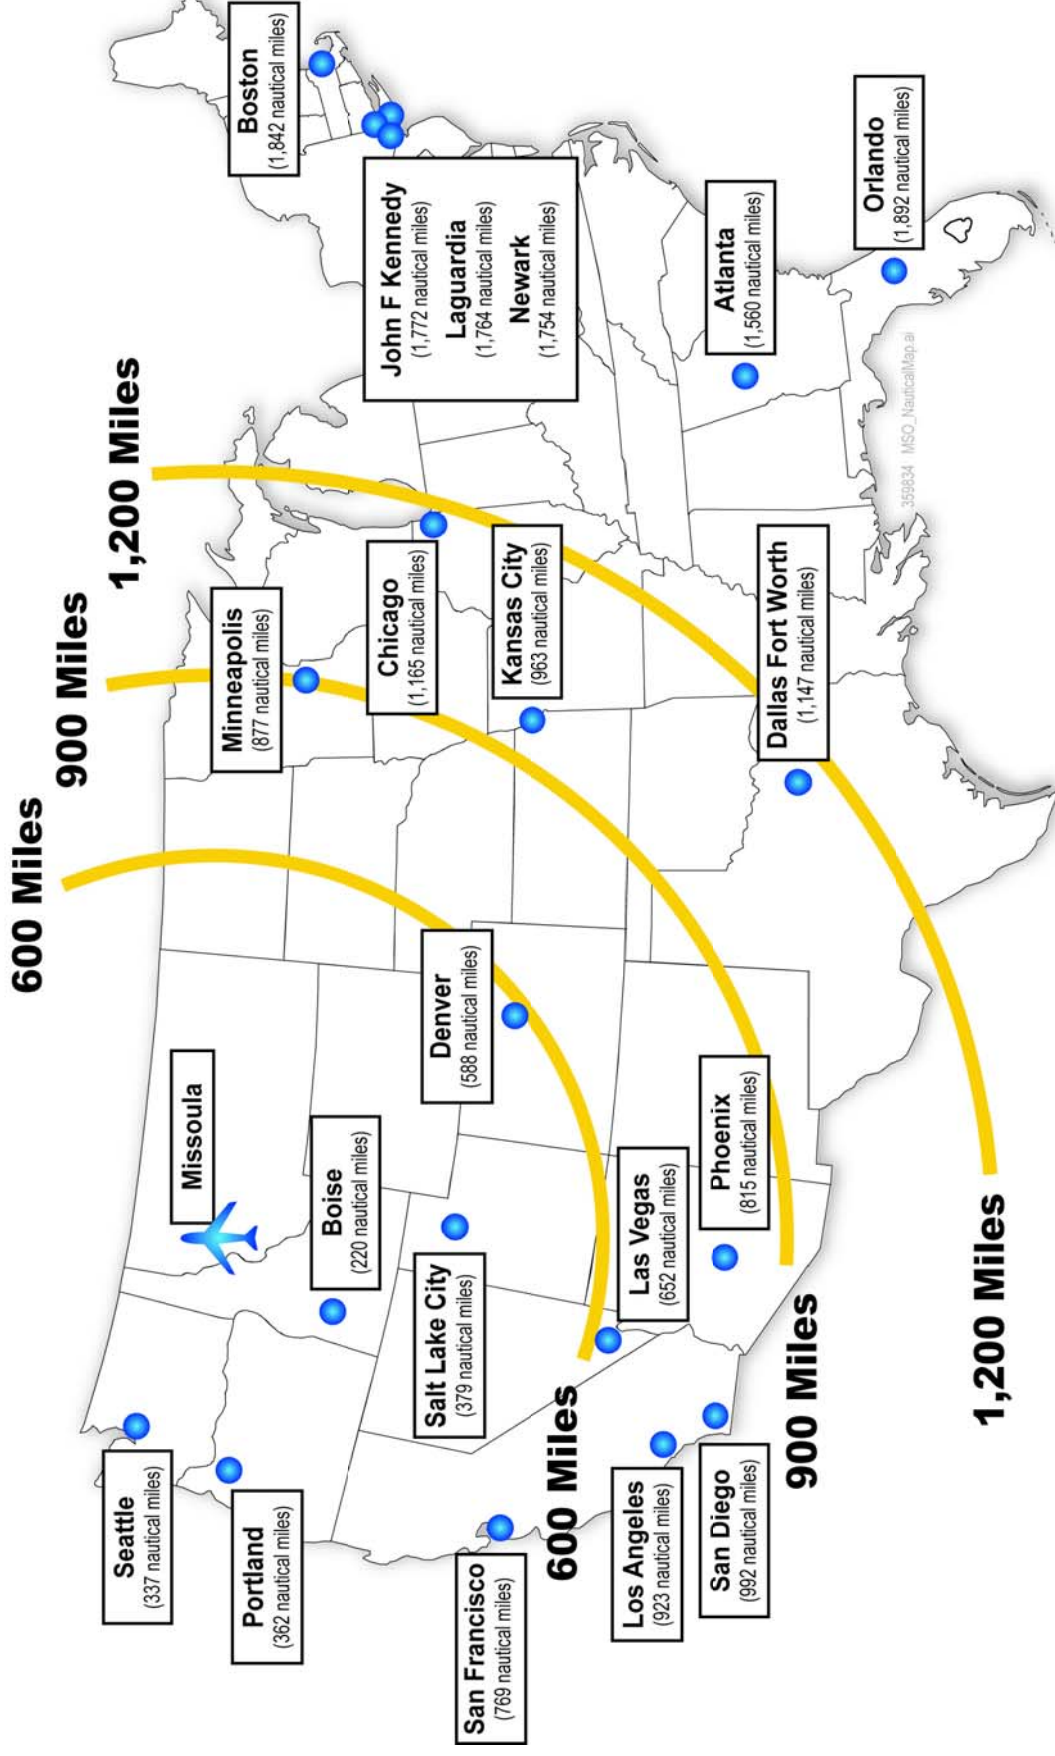 600 Miles
900 Miles
1,200 Miles
Seattle
(337 nautical miles)
Missoula
Minneapolis
(877 nautical miles)
Boston
(1,842 nautical miles)
Portland
(362 nautical miles)
Boise
(220 nautical miles)
Chicago
(1,165 nautical miles)
John F Kennedy
(1,772 nautical miles)
Laguardia
(1,764 nautical miles)
Newark
(1,754 nautical miles)
Salt Lake City
(379 nautical miles)
Denver
(588 nautical miles)
San Francisco
(769 nautical miles)
Kansas City
(963 nautical miles)
600 Miles
Los Angeles
(923 nautical miles)
Las Vegas
(652 nautical miles)
San Diego
(992 nautical miles)
Phoenix
(815 nautical miles)
Dallas Fort Worth
(1,147 nautical miles)
Atlanta
(1,560 nautical miles)
900 Miles
Orlando
(1,892 nautical miles)
359834 MSO_NauticalMap.ai
1,200 Miles